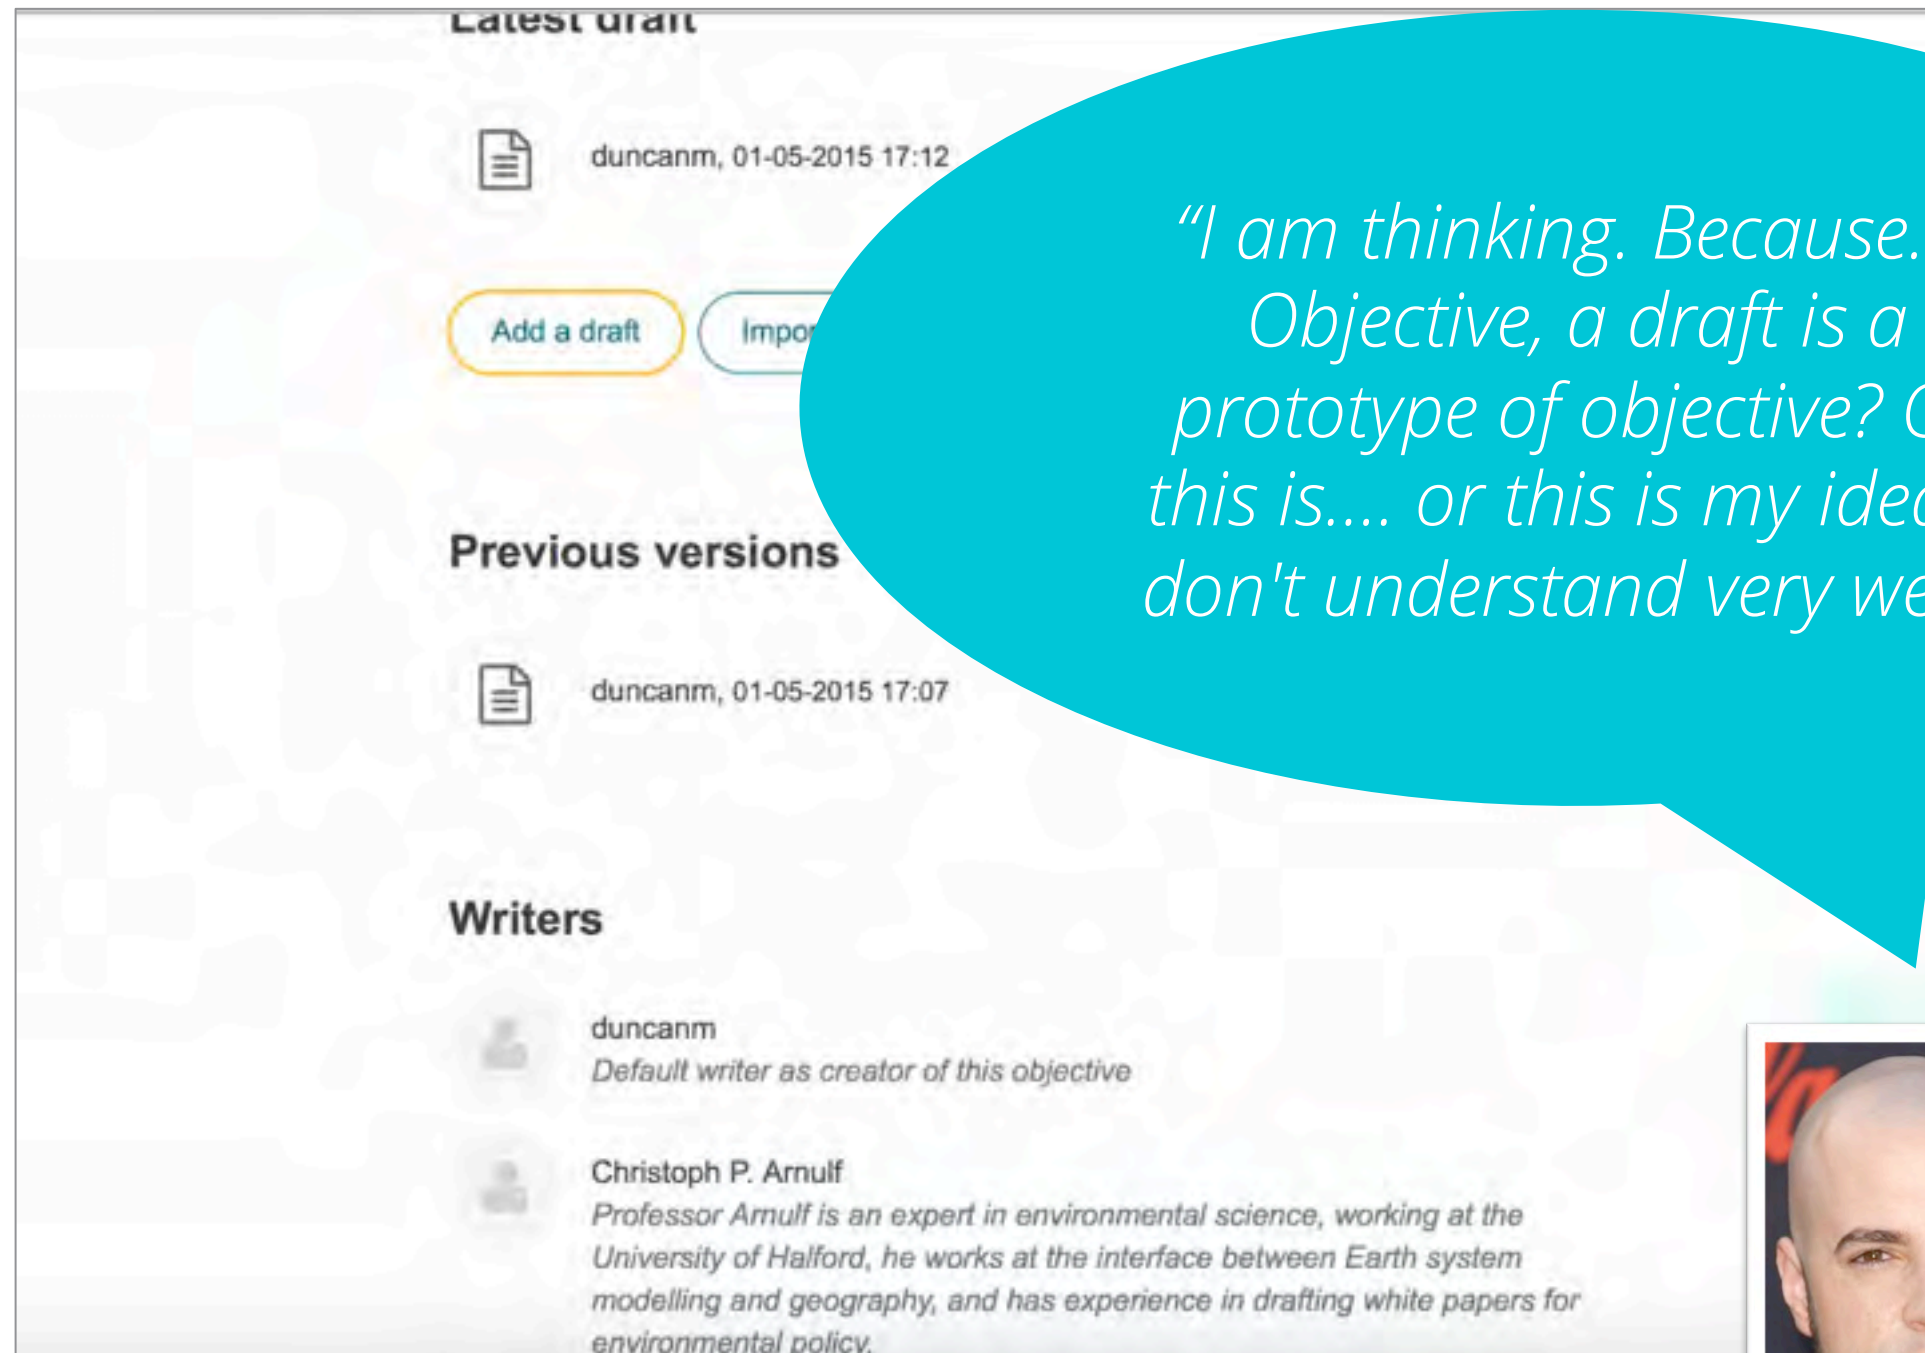 Latest draft
duncanm, 01-05-2015 17:12
Add a draft
“I am thinking. Because.
Objective, a draft is a
prototype of objective?
this is.... or this is my
don't understand very
Previous versions
duncanm, 01-05-2015 17:07
Writers
duncanm
Default writer as creator of this objective
Christoph P. Arnulf
Professor Arnulf is an expert in environmental science, working at the
University of Halford, he works at the interface between Earth system
modelling and geography, and has experience in drafting white papers for
environmental policy.